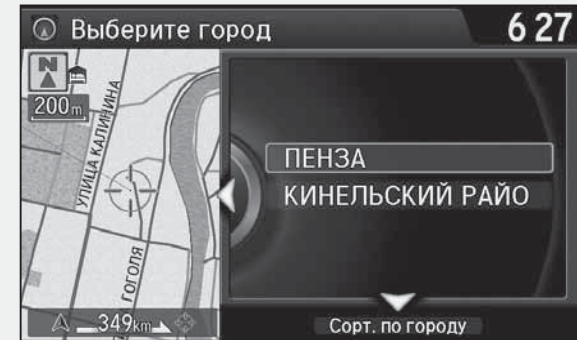 Выберите город
6 27
N
200m
УЛИЦА КАЛИНИНА
ГОГОЛЯ
349km
ПЕНЗА
КИНЕЛЬСКИЙ РАЙО
Сорт. по городу